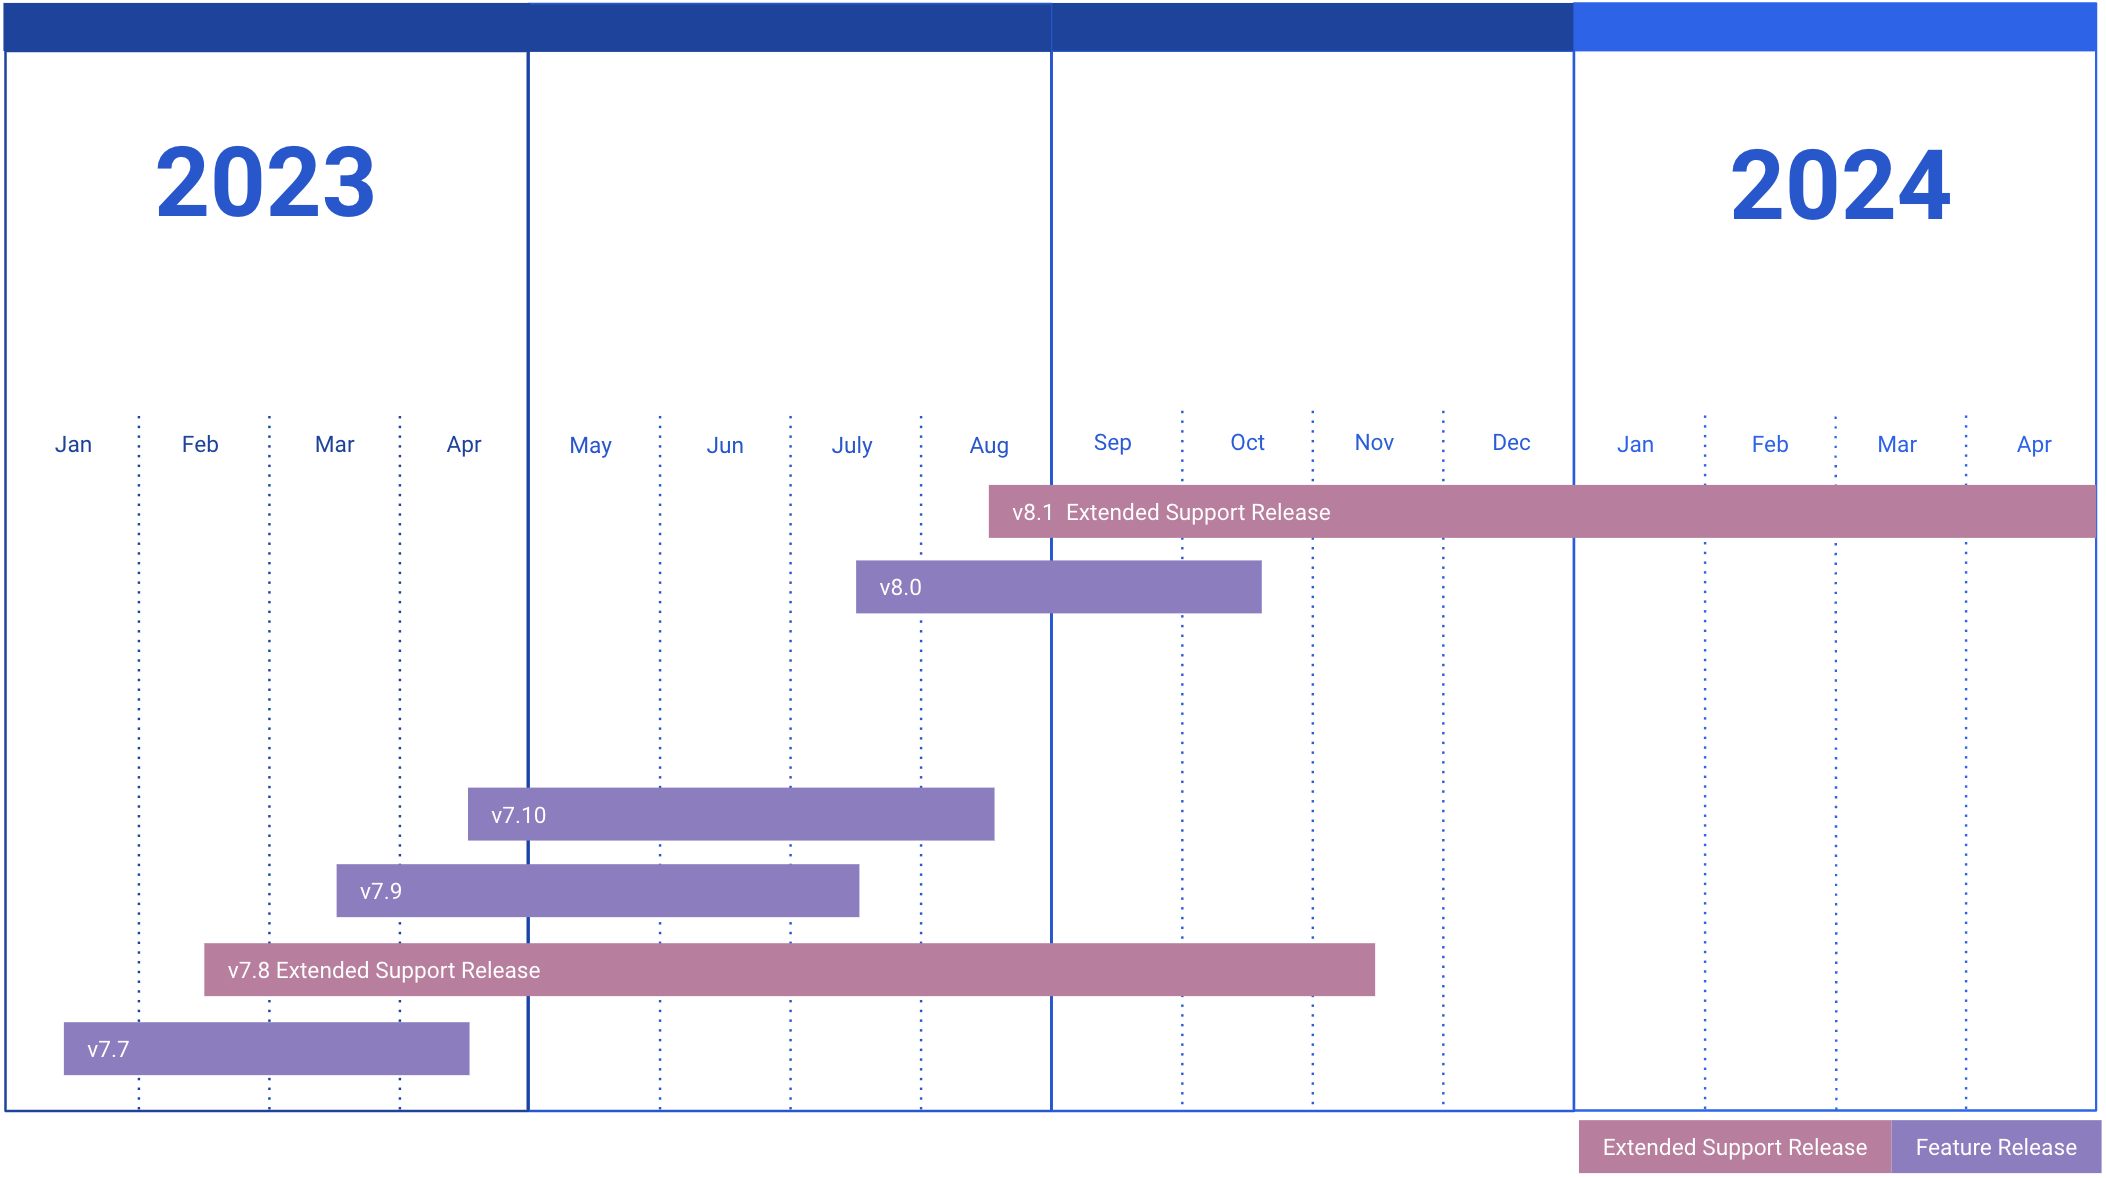 2023
2024
Jan Feb Mar Apr May Jun July Aug Sep Oct Nov Dec Jan Feb Mar Apr
v8.1 Extended Support Release
v8.0
v7.10
v7.9
v7.8 Extended Support Release
v7.7
Extended Support Release
Feature Release